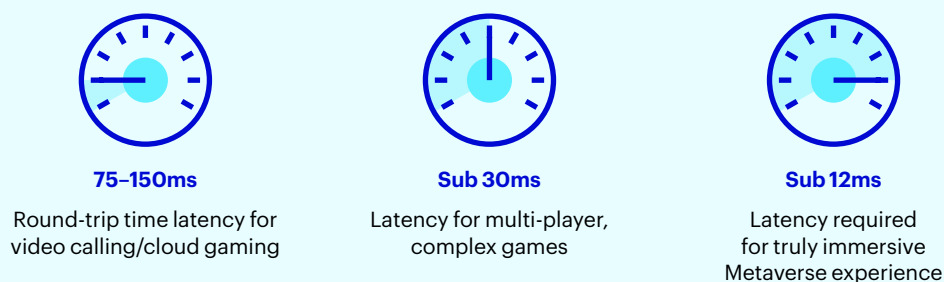 75–150ms
Round-trip time latency for
video calling/cloud gaming
Sub 30ms
Latency for multi-player,
complex games
Sub 12ms
Latency required
for truly immersive
Metaverse experience